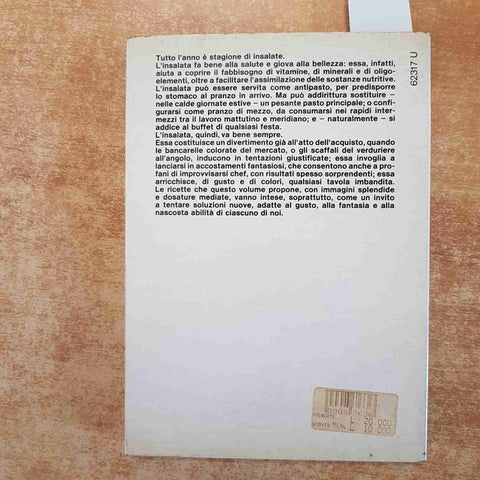 Tutto l'anno è stagione di insalate.
L'insalata fa bene alla salute e giova alla bellezza: essa, infatti,
aiuta a coprire il fabbisogno di vitamine, di minerali e di oligo-
elementi, oltre a facilitare l'assimilazione delle sostanze nutritive.
L'insalata può essere servita come antipasto, per predisporre
lo stomaco al pranzo in arrivo. Ma può addirittura sostituire –
nelle calde giornate estive – un pesante pasto principale; o confi-
gurarsi come pranzo di mezzo, da consumarsi nei rapidi inter-
mezzi tra il lavoro mattutino e meridiano; e – naturalmente – si
addice al buffet di qualsiasi festa.
L'insalata, quindi, va bene sempre.
Essa costituisce un divertimento già all'atto dell'acquisto, quando
le bancarelle colorate del mercato, o gli scaffali del verduriere
all'angolo, inducono in tentazioni giustificate; essa invoglia a
lanciarsi in accostamenti fantasiosi, che consentono anche a pro-
fani di improvvisarsi chef, con risultati spesso sorprendenti; essa
arricchisce, di gusto e di colori, qualsiasi tavola imbandita.
Le ricette che questo volume propone, con immagini splendide
e dosature mediate, vanno intese, soprattutto, come un invito
a tentare soluzioni nuove, adatte al gusto, alla fantasia e alla
nascosta abilità di ciascuno di noi.
62317 U
INSALATE
£ 20 000
SCONTO 50% £ 10 000